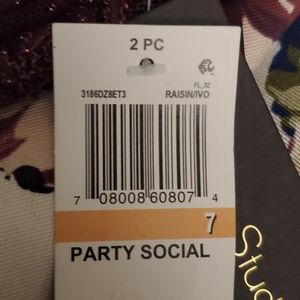 2 PC
FL_32
3186DZ8ET3 RAISIN/IVO
7 08008 60807 4
7
PARTY SOCIAL
Stud